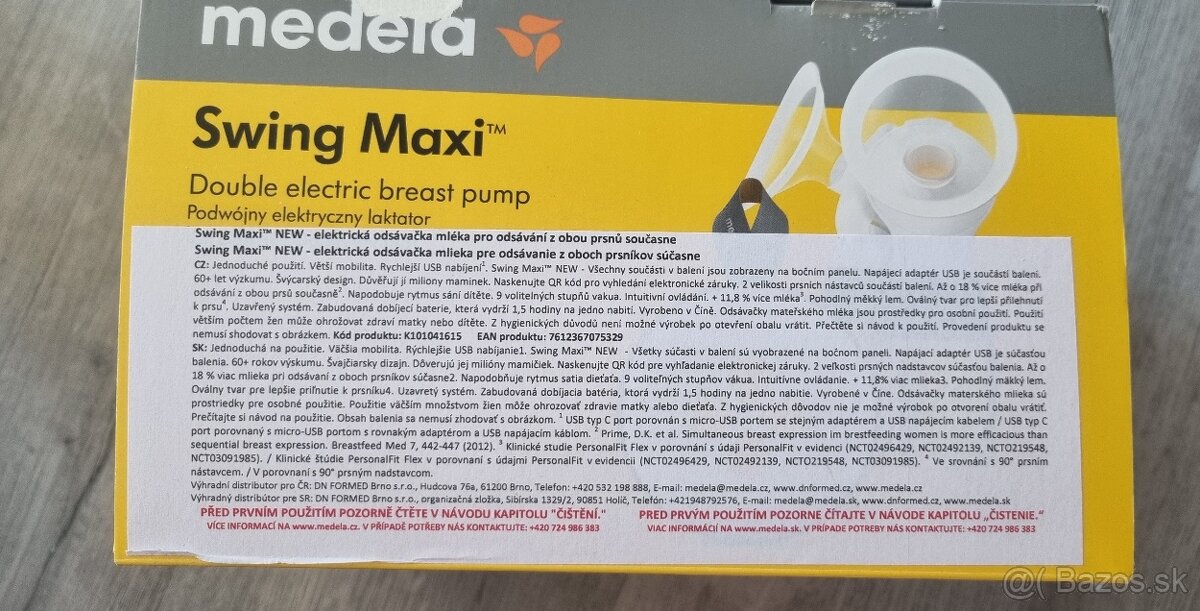 medela
Swing Maxi™
Double electric breast pump
Podwójny elektryczny laktator
Swing Maxi™ NEW - elektrická odsávačka mléka pro odsávání z obou prsnů současne
Swing Maxi™ NEW - elektrická odsávačka mlieka pre odsávanie z oboch prsníkov súčasne
CZ: Jednoduché použití. Větší mobilita. Rychlejší USB nabíjení¹. Swing Maxi™ NEW - Všechny součásti v balení jsou zobrazeny na bočním panelu. Napájecí adaptér USB je součástí balení.
60+ let výzkumu. Švýcarský design. Důvěřují jí miliony maminek. Naskenujte QR kód pro vyhledání elektronické záruky. 2 velikosti prsních nástavců součástí balení. Až o 18 % více mléka při
odsávání z obou prsů současně². Napodobuje rytmus sání dítěte. 9 volitelných stupňů vakua. Intuitivní ovládání. + 11,8 % více mléka³. Pohodlný měkký lem. Oválný tvar pro lepší přilehnutí
k prsu⁴. Uzavřený systém. Zabudovaná dobíjecí baterie, která vydrží 1,5 hodiny na jedno nabití. Vyrobeno v Číně. Odsávačky mateřského mléka jsou prostředky pro osobní použití. Použití
větším počtem žen může ohrožovat zdraví matky nebo dítěte. Z hygienických důvodů není možné výrobek po otevření obalu vrátit. Přečtěte si návod k použití. Provedení produktu se
nemusí shodovat s obrázkem. Kód produktu: K101041615 EAN produktu: 7612367075329
SK: Jednoduchá na použitie. Väčšia mobilita. Rýchlejšie USB nabíjanie1. Swing Maxi™ NEW - Všetky súčasti v balení sú vyobrazené na bočnom paneli. Napájací adaptér USB je súčasťou
balenia. 60+ rokov výskumu. Švajčiarsky dizajn. Dôverujú jej milióny mamičiek. Naskenujte QR kód pre vyhľadanie elektronickej záruky. 2 veľkosti prsných nadstavcov súčasťou balenia. Až o
18 % viac mlieka pri odsávaní z oboch prsníkov súčasne2. Napodobňuje rytmus satia dieťaťa. 9 voliteľných stupňov vákua. Intuitívne ovládanie. + 11,8% viac mlieka3. Pohodlný mäkký lem.
Oválny tvar pre lepšie priľnutie k prsníku4. Uzavretý systém. Zabudovaná dobíjacia batéria, ktorá vydrží 1,5 hodiny na jedno nabitie. Vyrobené v Číne. Odsávačky materského mlieka sú
prostriedky pre osobné použitie. Použitie väčším množstvom žien môže ohrozovať zdravie matky alebo dieťaťa. Z hygienických dôvodov nie je možné výrobok po otvorení obalu vrátiť.
Prečítajte si návod na použitie. Obsah balenia sa nemusí zhodovať s obrázkom. ¹ USB typ C port porovnán s micro-USB portem se stejným adaptérem a USB napájecím kabelem / USB typ C
port porovnaný s micro-USB portom s rovnakým adaptérom a USB napájacím káblom. ² Prime, D.K. et al. Simultaneous breast expression im brestfeeding women is more efficacious than
sequential breast expression. Breastfeed Med 7, 442-447 (2012). ³ Klinické studie PersonalFit Flex v porovnání s údaji PersonalFit v evidenci (NCT02496429, NCT02492139, NCTO219548,
NCT03091985). / Klinické štúdie PersonalFit Flex v porovnaní s údajmi PersonalFit v evidencii (NCT02496429, NCT02492139, NCTO219548, NCT03091985). ⁴ Ve srovnání s 90° prsním
nástavcem. / V porovnaní s 90° prsným nadstavcom.
Výhradní distributor pro ČR: DN FORMED Brno s.r.o., Hudcova 76a, 61200 Brno, Telefon: +420 532 198 888, E-mail: medela@medela.cz, www.dnformed.cz, www.medela.cz
Výhradný distribútor pre SR: DN FORMED Brno s.r.o., organizačná zložka, Sibírska 1329/2, 90851 Holíč, Telefón: +421948792576, E-mail: medela@medela.sk, www.dnformed.cz, www.medela.sk
PŘED PRVNÍM POUŽITÍM POZORNĚ ČTĚTE V NÁVODU KAPITOLU "ČIŠTĚNÍ." PRED PRVÝM POUŽITÍM POZORNE ČÍTAJTE V NÁVODE KAPITOLU „ČISTENIE."
VÍCE INFORMACÍ NA www.medela.cz. V PŘÍPADĚ POTŘEBY NÁS KONTAKTUJTE: +420 724 986 383 VIAC INFORMÁCIÍ NA www.medela.sk. V PRÍPADE POTREBY NÁS KONTAKTUJTE: +420 724 986 383
@( Bazos.sk